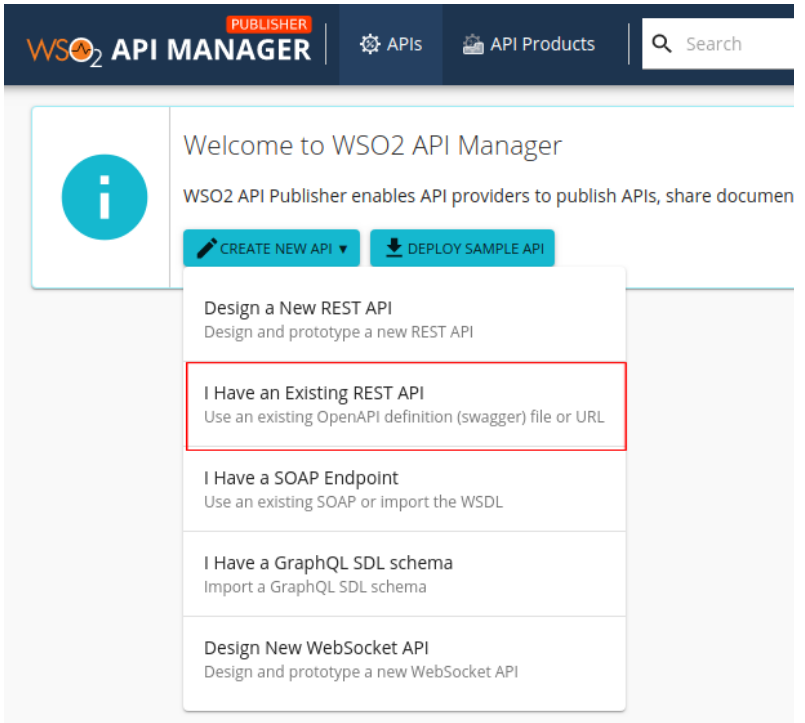 PUBLISHER
WSO2 API MANAGER
APIs
API Products
Search
Welcome to WSO2 API Manager
WSO2 API Publisher enables API providers to publish APIs, share documen
CREATE NEW API ▼
DEPLOY SAMPLE API
Design a New REST API
Design and prototype a new REST API
I Have an Existing REST API
Use an existing OpenAPI definition (swagger) file or URL
I Have a SOAP Endpoint
Use an existing SOAP or import the WSDL
I Have a GraphQL SDL schema
Import a GraphQL SDL schema
Design New WebSocket API
Design and prototype a new WebSocket API